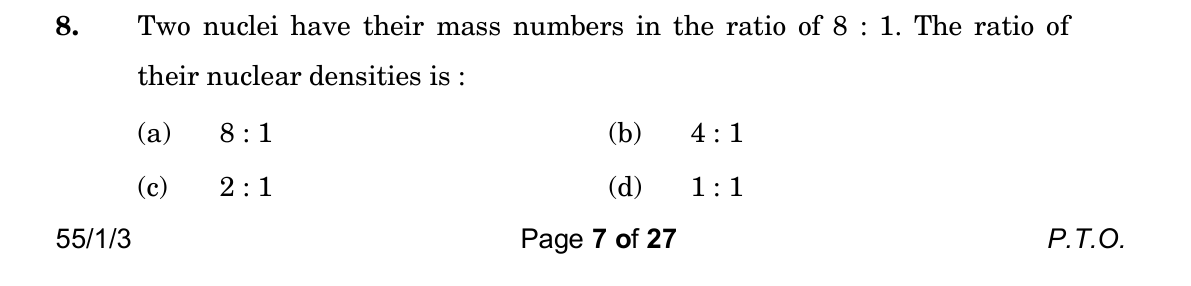 8. Two nuclei have their mass numbers in the ratio of 8 : 1. The ratio of
their nuclear densities is :
(a) 8 : 1 (b) 4 : 1
(c) 2 : 1 (d) 1 : 1
55/1/3 Page 7 of 27 P.T.O.